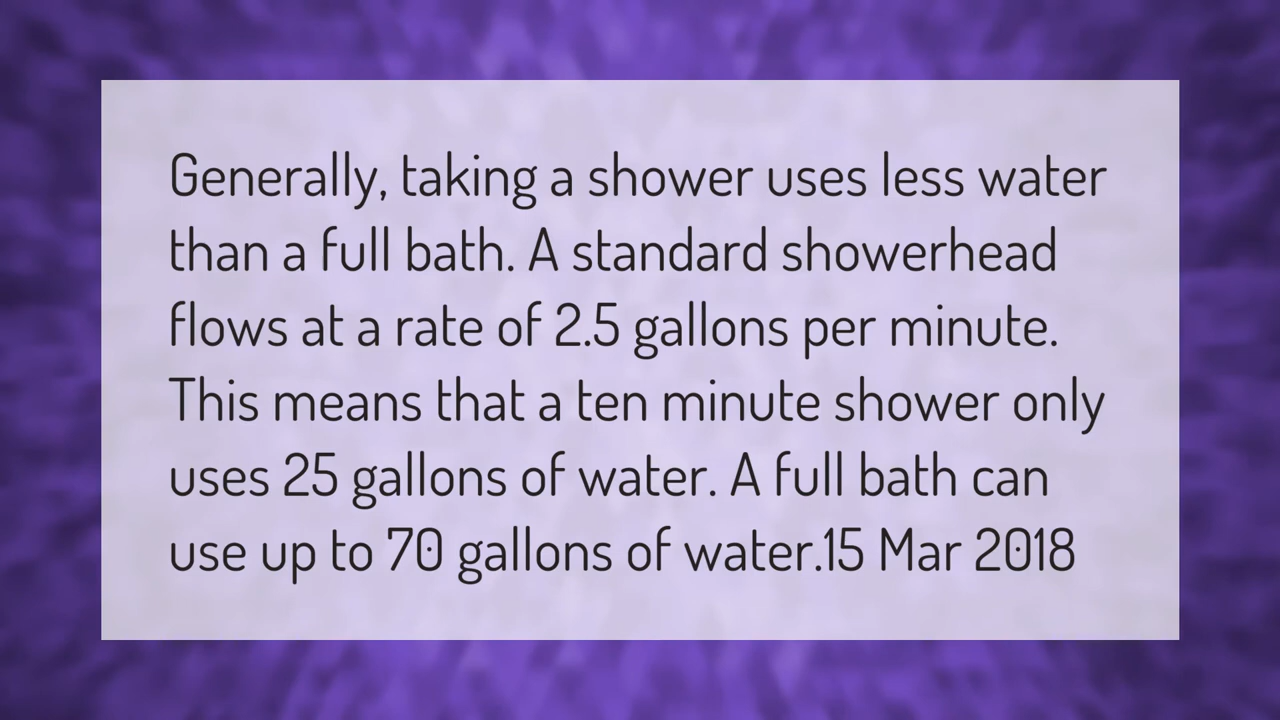 Generally, taking a shower uses less water
than a full bath. A standard showerhead
flows at a rate of 2.5 gallons per minute.
This means that a ten minute shower only
uses 25 gallons of water. A full bath can
use up to 70 gallons of water.15 Mar 2018